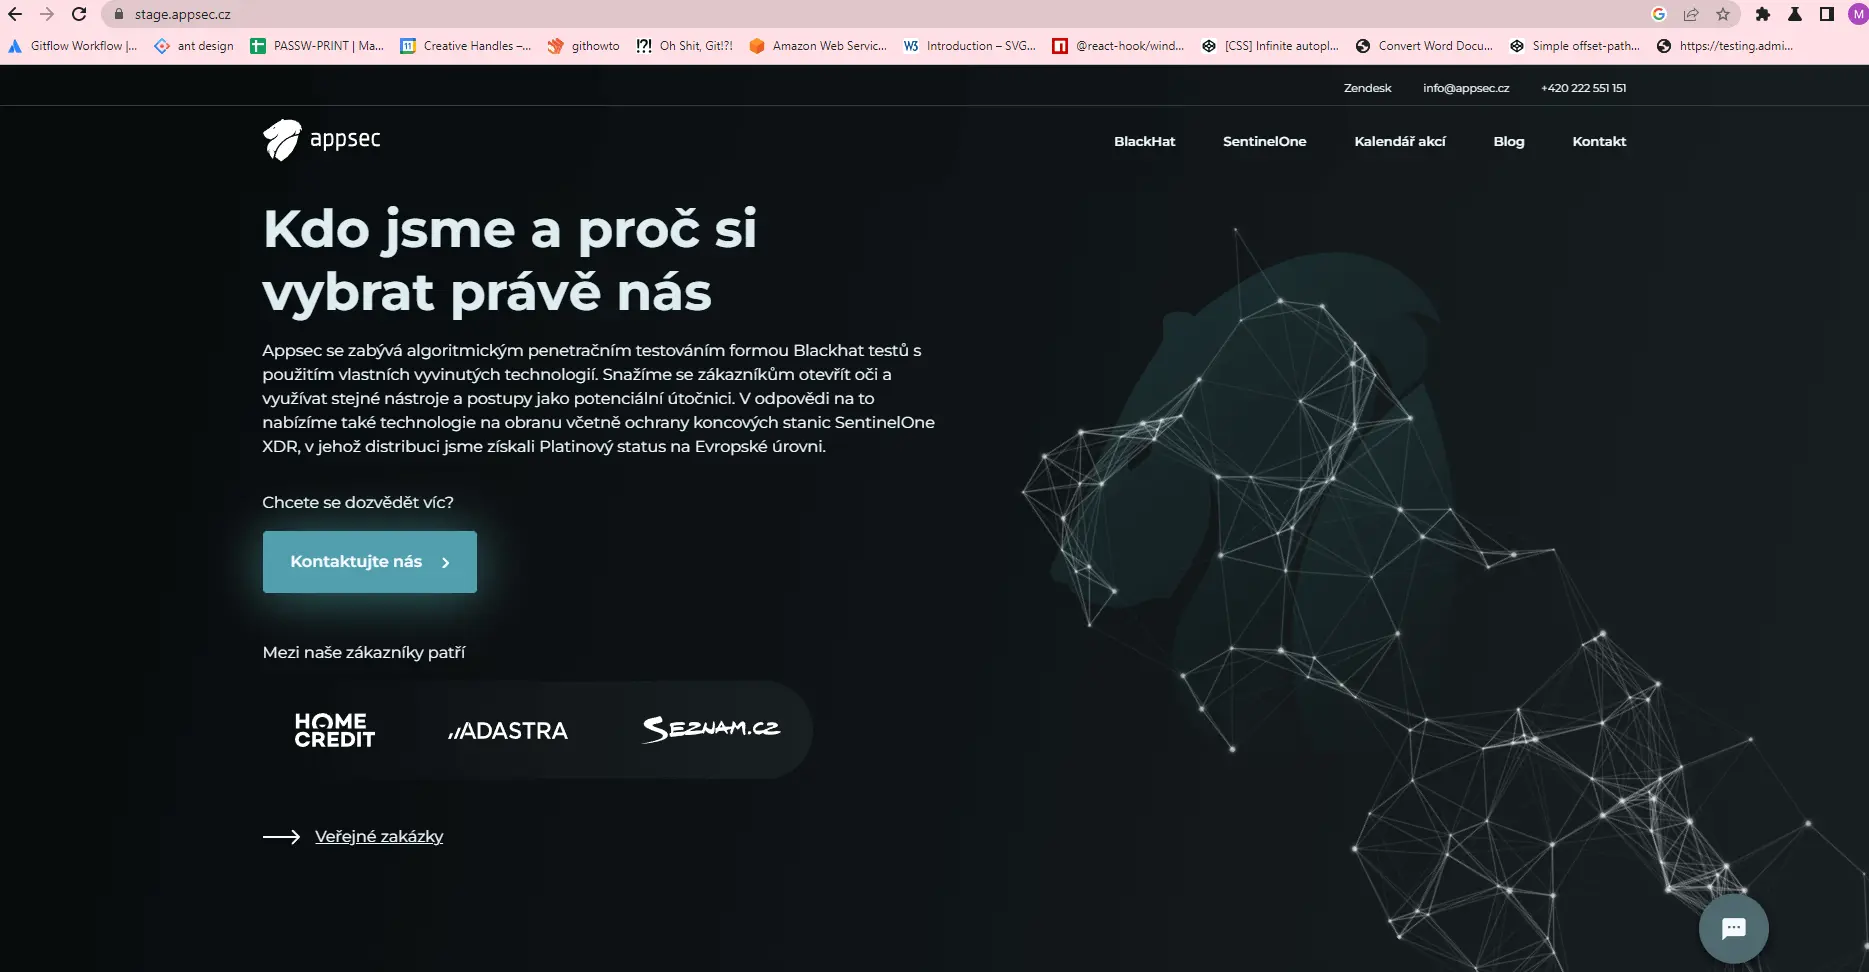 stage.appsec.cz
M
Gitflow Workflow |...
ant design
PASSW-PRINT | Ma...
Creative Handles –...
githowto
Oh Shit, Git!?!
Amazon Web Servic...
Introduction – SVG...
@react-hook/wind...
[CSS] Infinite autopl...
Convert Word Docu...
Simple offset-path...
https://testing.admi...
Zendesk
info@appsec.cz
+420 222 551 151
appsec
BlackHat
SentinelOne
Kalendář akcí
Blog
Kontakt
Kdo jsme a proč si
vybrat právě nás
Appsec se zabývá algoritmickým penetračním testováním formou Blackhat testů s
použitím vlastních vyvinutých technologií. Snažíme se zákazníkům otevřít oči a
využívat stejné nástroje a postupy jako potenciální útočnici. V odpovědi na to
nabízíme také technologie na obranu včetně ochrany koncových stanic SentinelOne
XDR, v jehož distribuci jsme získali Platinový status na Evropské úrovni.
Chcete se dozvědět víc?
Kontaktujte nás
Mezi naše zákazníky patří
HOME
CREDIT
ADASTRA
SEZNAM.CZ
Veřejné zakázky